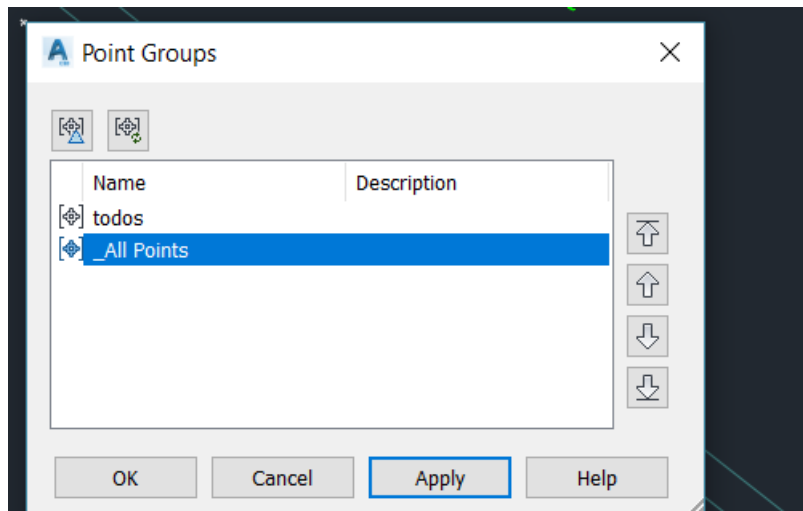 Point Groups
Name Description
todos
_All Points
OK Cancel Apply Help